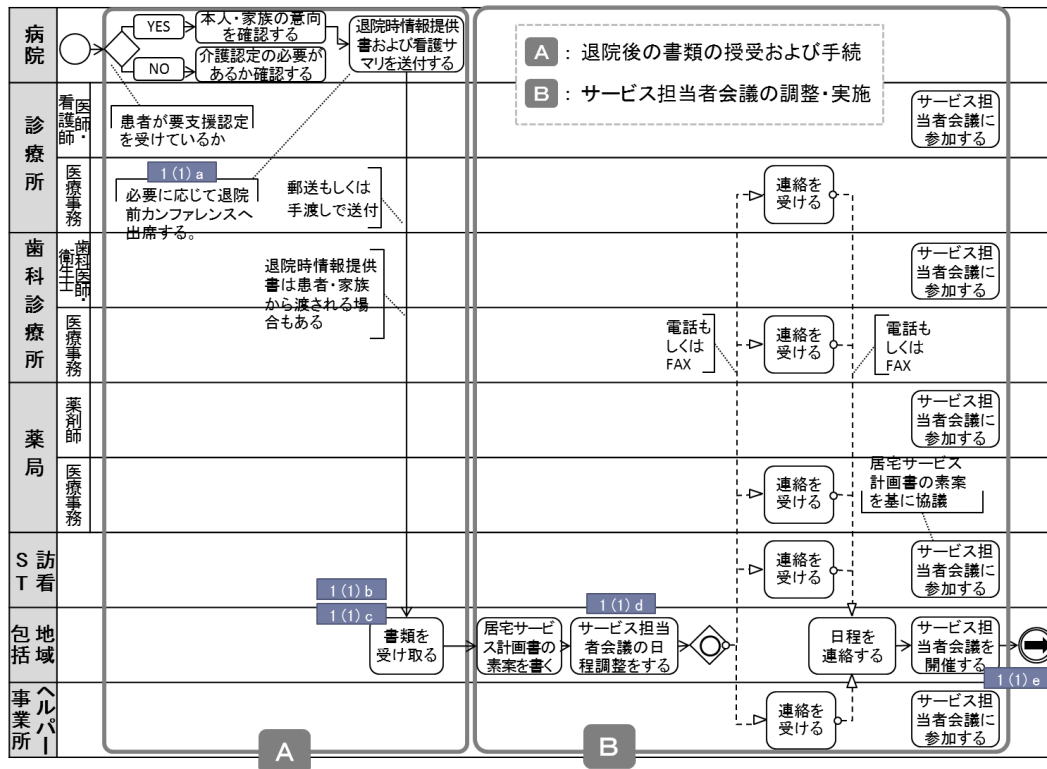 病院
YES
NO
本人・家族の意向
を確認する
介護認定の必要が
あるか確認する
退院時情報提供
書および看護サ
マリを送付する
A：退院後の書類の授受および手続
B：サービス担当者会議の調整・実施
診療所
医師・
看護師
患者が要支援認定
を受けているか
サービス担
当者会議に
参加する
医療事務
1(1)a
必要に応じて退院
前カンファレンスへ
出席する。
郵送もしくは
手渡しで送付
連絡を
受ける
歯科診療所
歯科医師・
衛生士
退院時情報提供
書は患者・家族
から渡される場
合もある
サービス担
当者会議に
参加する
医療事務
電話も
しくは
FAX
連絡を
受ける
電話も
しくは
FAX
薬局
薬剤師
サービス担
当者会議に
参加する
医療事務
連絡を
受ける
居宅サービス
計画書の素案
を基に協議
訪看
ST
連絡を
受ける
サービス担
当者会議に
参加する
1(1)b
1(1)c
1(1)d
地域
包括
書類を
受け取る
居宅サービ
ス計画書の
素案を書く
サービス担当
者会議の日
程調整をする
日程を
連絡する
サービス担
当者会議を
開催する
1(1)e
ヘルパー
事業所
連絡を
受ける
サービス担
当者会議に
参加する
A
B